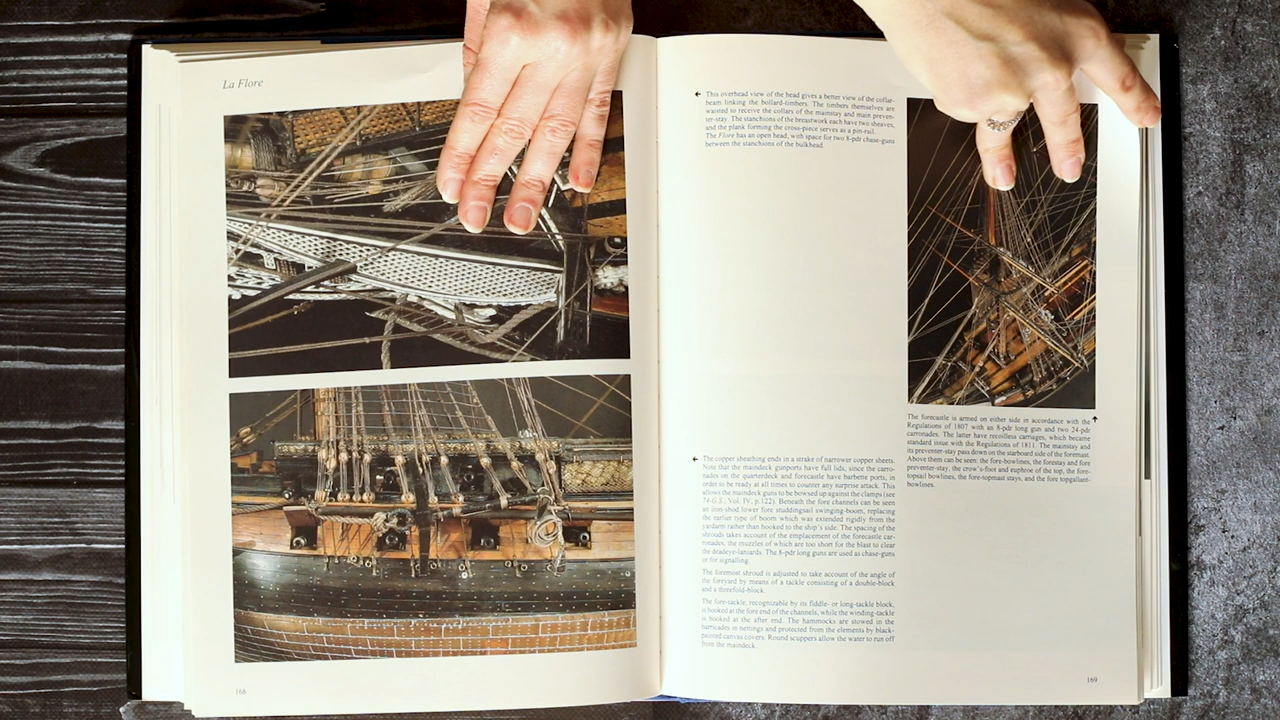 La Flore
168
This overhead view of the head gives a better view of the collar-
beam linking the bollard-timbers. The timbers themselves are
waisted to receive the collars of the mainstay and main preven-
ter-stay. The stanchions of the breastwork each have two sheaves,
and the plank forming the cross-piece serves as a pin-rail.
The Flore has an open head, with space for two 8-pdr chase-guns
between the stanchions of the bulkhead.
The copper sheathing ends in a strake of narrower copper sheets.
Note that the maindeck gunports have full lids, since the carro-
nades on the quarterdeck and forecastle have barbette ports, in
order to be ready at all times to counter any surprise attack. This
allows the maindeck guns to be bowsed up against the clamps (see
74-G.S., Vol. IV, p.122). Beneath the fore channels can be seen
an iron-shod lower fore studdingsail swinging-boom, replacing
the earlier type of boom which was extended rigidly from the
yardarm rather than hooked to the ship's side. The spacing of the
shrouds takes account of the emplacement of the forecastle car-
ronades, the muzzles of which are too short for the blast to clear
the deadeye-laniards. The 8-pdr long guns are used as chase-guns
or for signalling.
The foremost shroud is adjusted to take account of the angle of
the foreyard by means of a tackle consisting of a double-block
and a threefold-block.
The fore-tackle, recognizable by its fiddle- or long-tackle block,
is hooked at the fore end of the channels, while the winding-tackle
is hooked at the after end. The hammocks are stowed in the
barricades in nettings and protected from the elements by black-
painted canvas covers. Round scuppers allow the water to run off
from the maindeck.
The forecastle is armed on either side in accordance with the
Regulations of 1807 with an 8-pdr long gun and two 24-pdr
carronades. The latter have recoilless carriages, which became
standard issue with the Regulations of 1811. The mainstay and
its preventer-stay pass down on the starboard side of the foremast.
Above them can be seen: the fore-bowlines, the forestay and fore
preventer-stay, the crow's-foot and euphroe of the top, the fore-
topsail bowlines, the fore-topmast stays, and the fore topgallant-
bowlines.
169